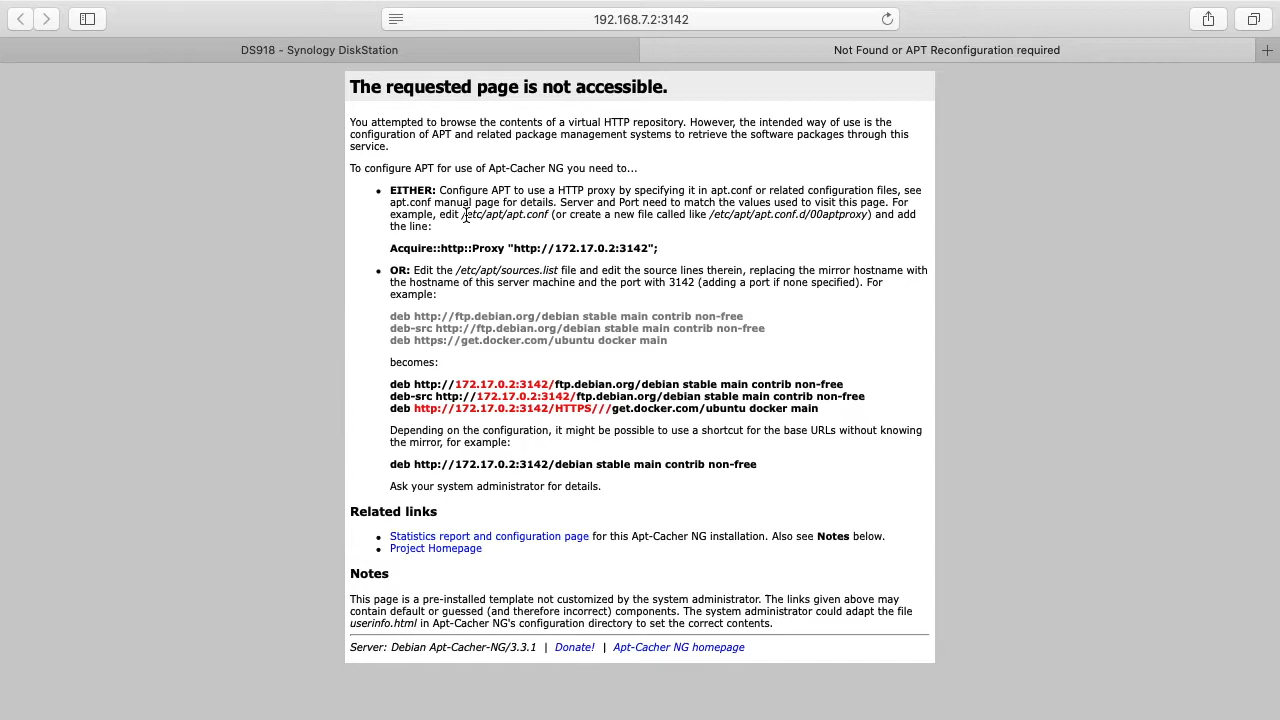 192.168.7.2:3142
DS918 - Synology DiskStation
Not Found or APT Reconfiguration required
The requested page is not accessible.
You attempted to browse the contents of a virtual HTTP repository. However, the intended way of use is the
configuration of APT and related package management systems to retrieve the software packages through this
service.
To configure APT for use of Apt-Cacher NG you need to...
• EITHER: Configure APT to use a HTTP proxy by specifying it in apt.conf or related configuration files, see
apt.conf manual page for details. Server and Port need to match the values used to visit this page. For
example, edit /etc/apt/apt.conf (or create a new file called like /etc/apt/apt.conf.d/00aptproxy) and add
the line:
Acquire::http::Proxy "http://172.17.0.2:3142";
• OR: Edit the /etc/apt/sources.list file and edit the source lines therein, replacing the mirror hostname with
the hostname of this server machine and the port with 3142 (adding a port if none specified). For
example:
deb http://ftp.debian.org/debian stable main contrib non-free
deb-src http://ftp.debian.org/debian stable main contrib non-free
deb https://get.docker.com/ubuntu docker main
becomes:
deb http://172.17.0.2:3142/ftp.debian.org/debian stable main contrib non-free
deb-src http://172.17.0.2:3142/ftp.debian.org/debian stable main contrib non-free
deb http://172.17.0.2:3142/HTTPS///get.docker.com/ubuntu docker main
Depending on the configuration, it might be possible to use a shortcut for the base URLs without knowing
the mirror, for example:
deb http://172.17.0.2:3142/debian stable main contrib non-free
Ask your system administrator for details.
Related links
• Statistics report and configuration page for this Apt-Cacher NG installation. Also see Notes below.
• Project Homepage
Notes
This page is a pre-installed template not customized by the system administrator. The links given above may
contain default or guessed (and therefore incorrect) components. The system administrator could adapt the file
userinfo.html in Apt-Cacher NG's configuration directory to set the correct contents.
Server: Debian Apt-Cacher-NG/3.3.1 | Donate! | Apt-Cacher NG homepage